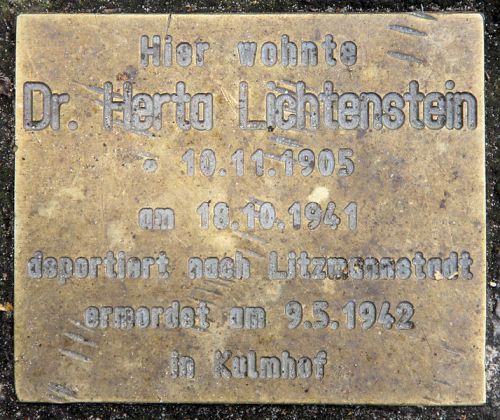 Hier wohnte
Dr. Herta Lichtenstein
* 10.11.1905
am 18.10.1941
deportiert nach Litzmannstadt
ermordet am 9.5.1942
in Kulmhof